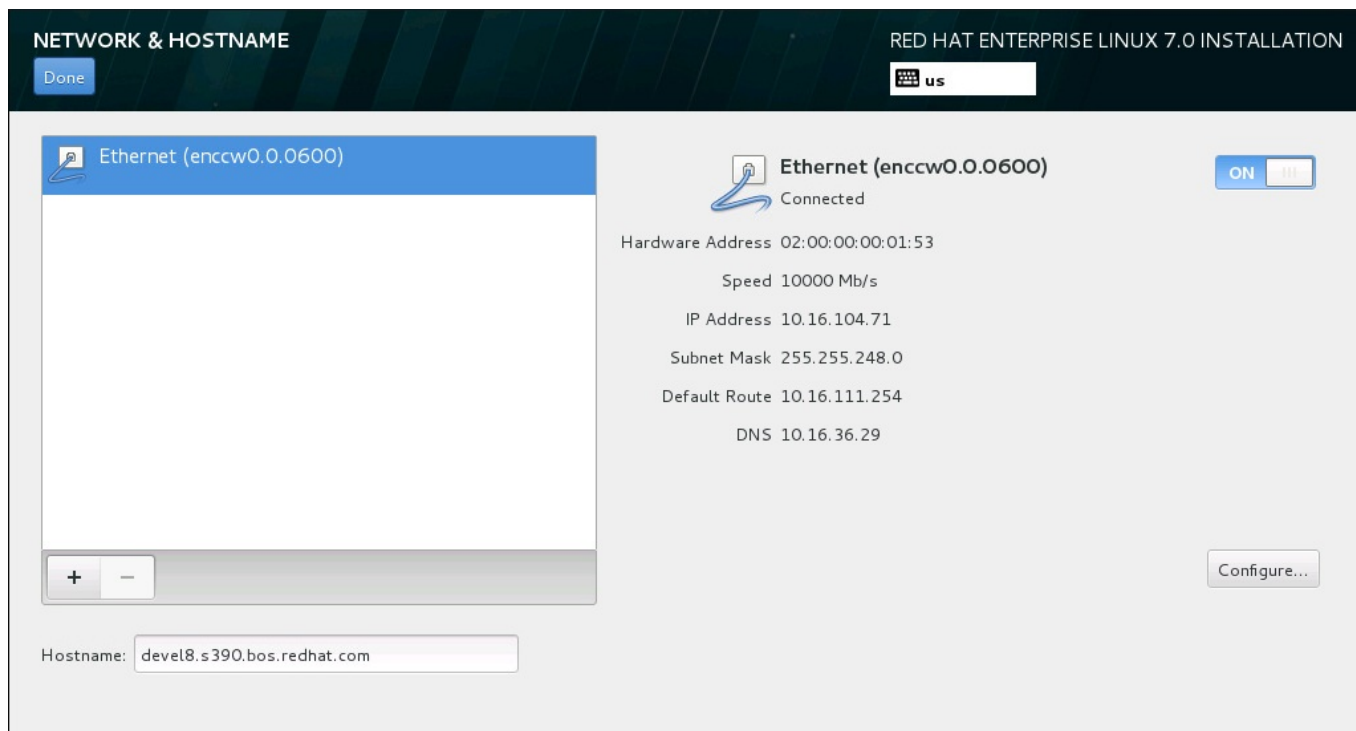 NETWORK & HOSTNAME
RED HAT ENTERPRISE LINUX 7.0 INSTALLATION
Done
us
Ethernet (enccw0.0.0600)
Ethernet (enccw0.0.0600)
ON
Connected
Hardware Address 02:00:00:00:01:53
Speed 10000 Mb/s
IP Address 10.16.104.71
Subnet Mask 255.255.248.0
Default Route 10.16.111.254
DNS 10.16.36.29
+ −
Configure...
Hostname: devel8.s390.bos.redhat.com